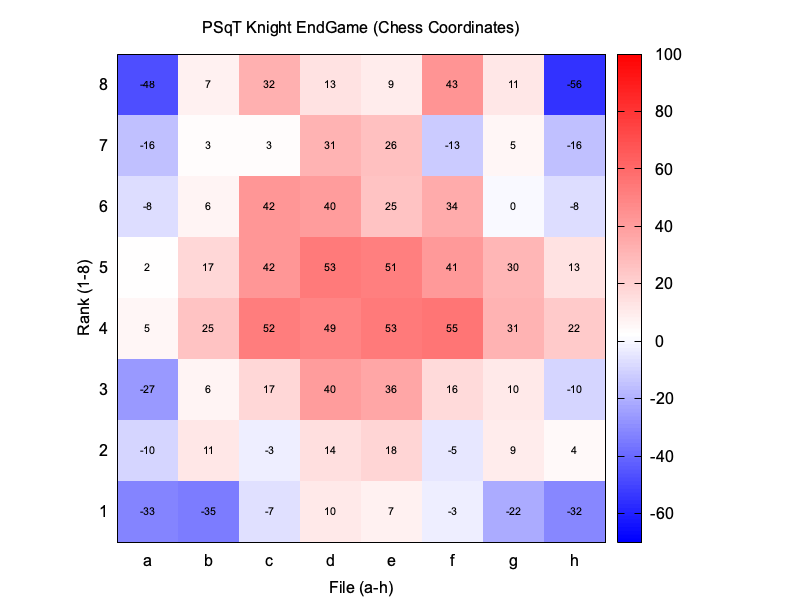 PSqT Knight EndGame (Chess Coordinates)
100
8 -48 7 32 13 9 43 11 -56
80
7 -16 3 3 31 26 -13 5 -16
60
6 -8 6 42 40 25 34 0 -8
40
5 2 17 42 53 51 41 30 13
20
4 5 25 52 49 53 55 31 22
0
3 -27 6 17 40 36 16 10 -10
-20
2 -10 11 -3 14 18 -5 9 4
-40
1 -33 -35 -7 10 7 -3 -22 -32
-60
Rank (1-8)
a b c d e f g h
File (a-h)